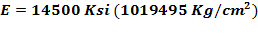 E = 14500 Ksi (1019495 Kg/cm²)